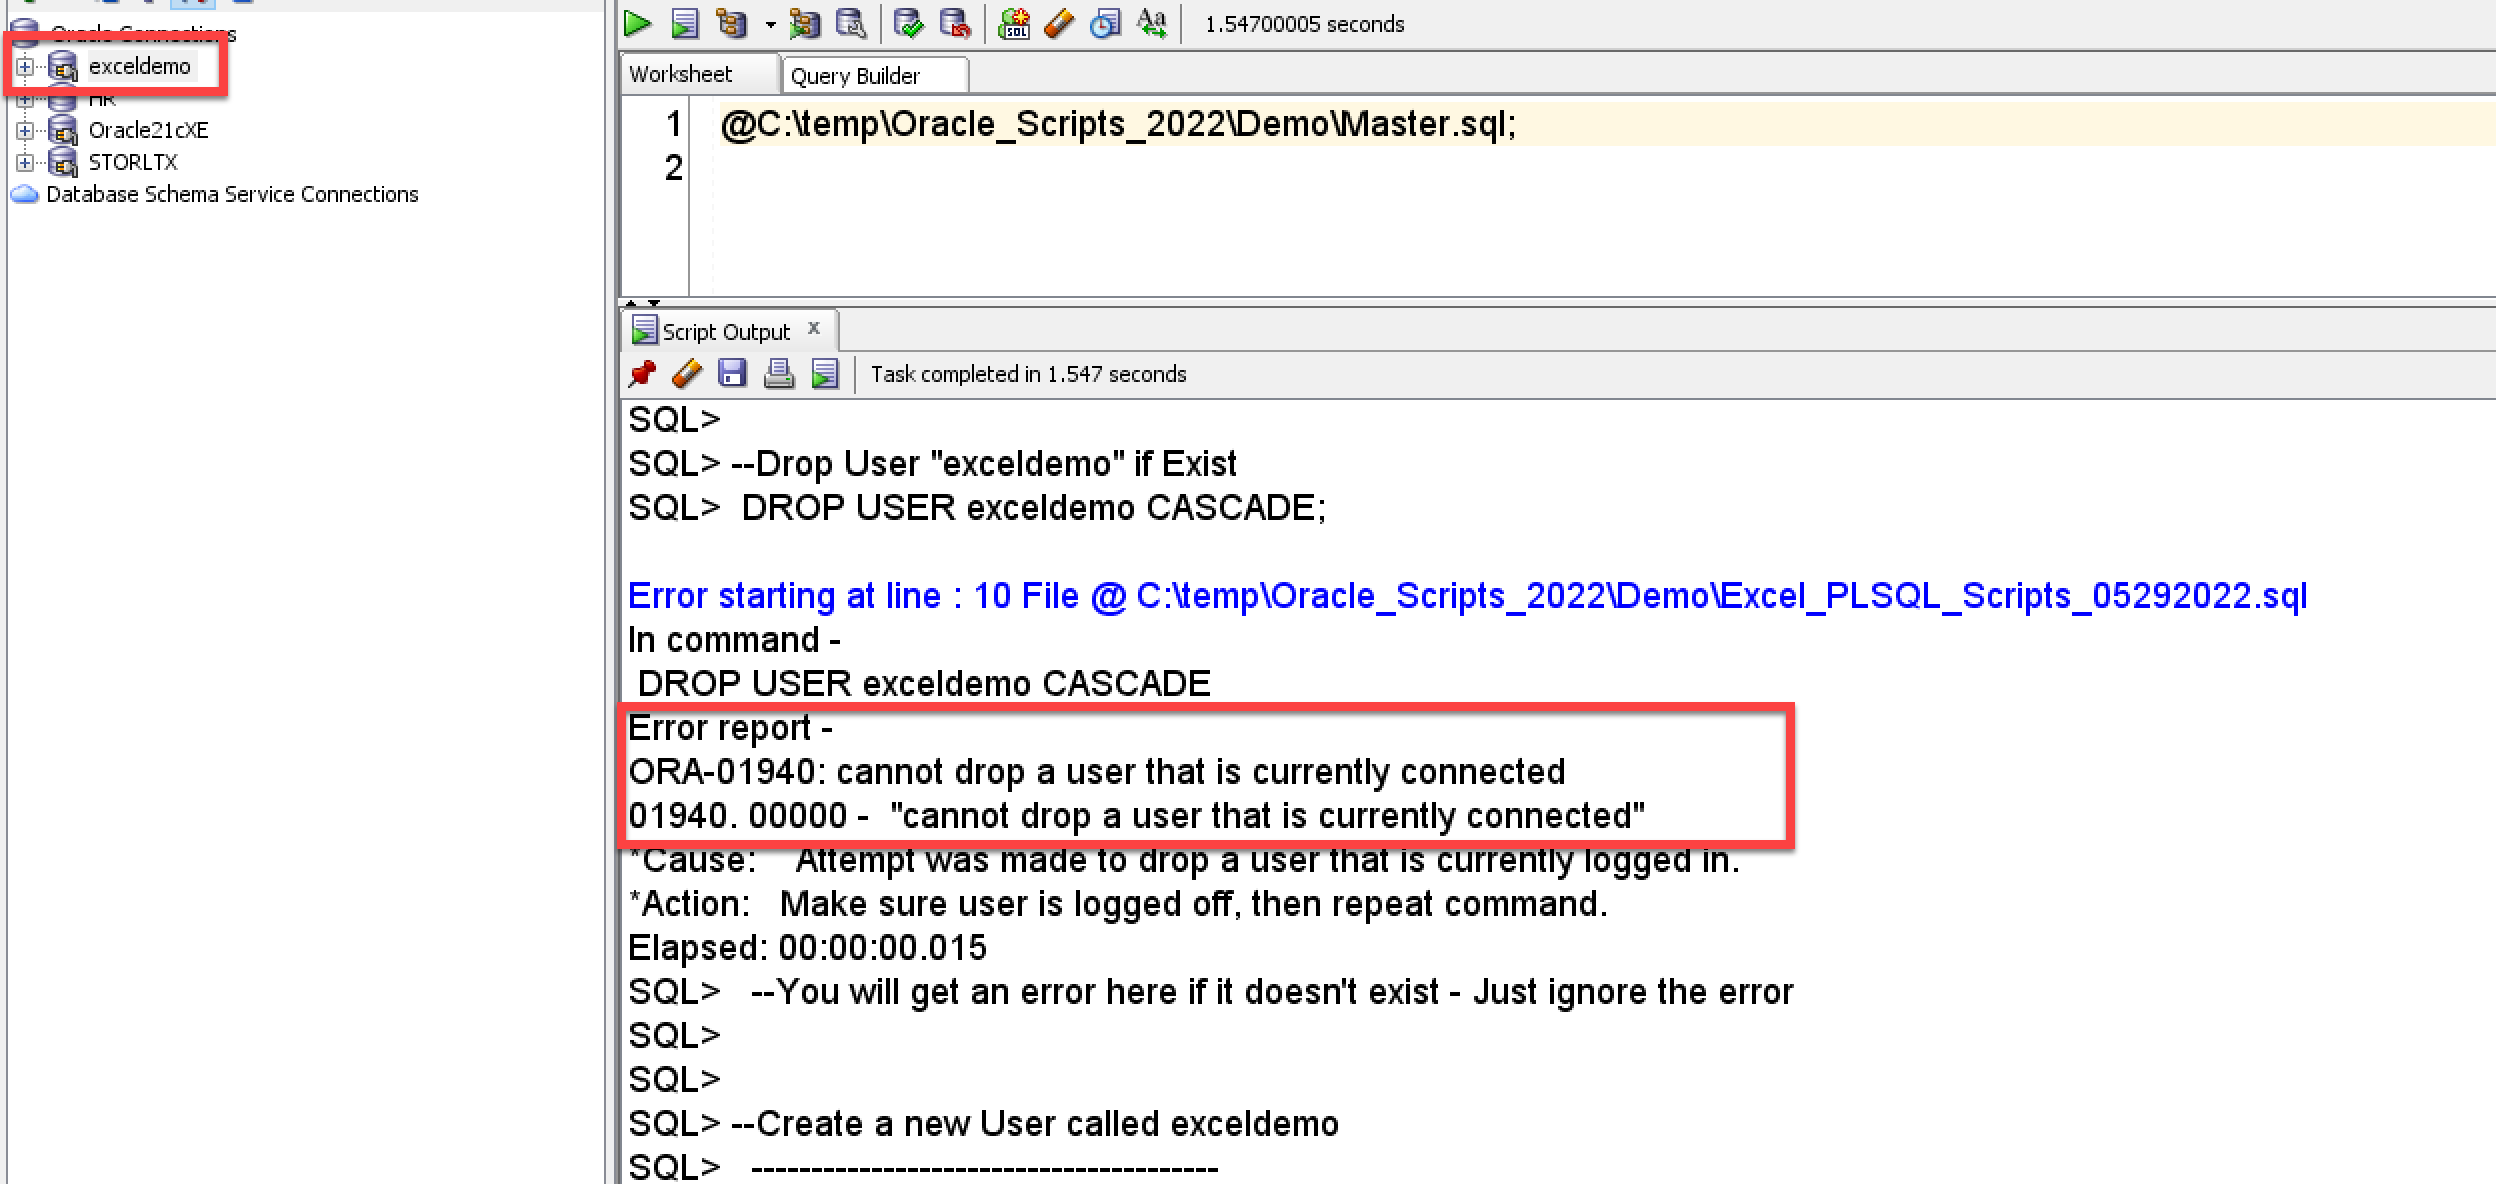 Oracle Connections
exceldemo
HR
Oracle21cXE
STORLTX
Database Schema Service Connections
SQL
Aa
1.54700005 seconds
Worksheet
Query Builder
1 @C:\temp\Oracle_Scripts_2022\Demo\Master.sql;
2
Script Output x
Task completed in 1.547 seconds
SQL>
SQL> --Drop User "exceldemo" if Exist
SQL>  DROP USER exceldemo CASCADE;
Error starting at line : 10 File @ C:\temp\Oracle_Scripts_2022\Demo\Excel_PLSQL_Scripts_05292022.sql
In command -
 DROP USER exceldemo CASCADE
Error report -
ORA-01940: cannot drop a user that is currently connected
01940. 00000 -  "cannot drop a user that is currently connected"
*Cause:    Attempt was made to drop a user that is currently logged in.
*Action:   Make sure user is logged off, then repeat command.
Elapsed: 00:00:00.015
SQL>   --You will get an error here if it doesn't exist - Just ignore the error
SQL>
SQL>
SQL> --Create a new User called exceldemo
SQL>   ---------------------------------------